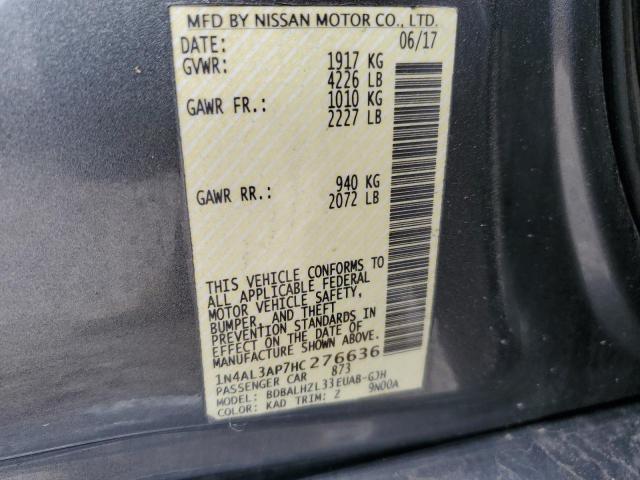 MFD BY NISSAN MOTOR CO., LTD.
DATE: 06/17
GVWR: 1917 KG
4226 LB
GAWR FR.: 1010 KG
2227 LB
GAWR RR.: 940 KG
2072 LB
THIS VEHICLE CONFORMS TO
ALL APPLICABLE FEDERAL
MOTOR VEHICLE SAFETY,
BUMPER, AND THEFT
PREVENTION STANDARDS IN
EFFECT ON THE DATE OF
MANUFACTURE SHOWN ABOVE.
1N4AL3AP7HC276636
PASSENGER CAR 873
MODEL: BDBALHZL33EUAB-GJH
COLOR: KAD TRIM: Z 9N00A